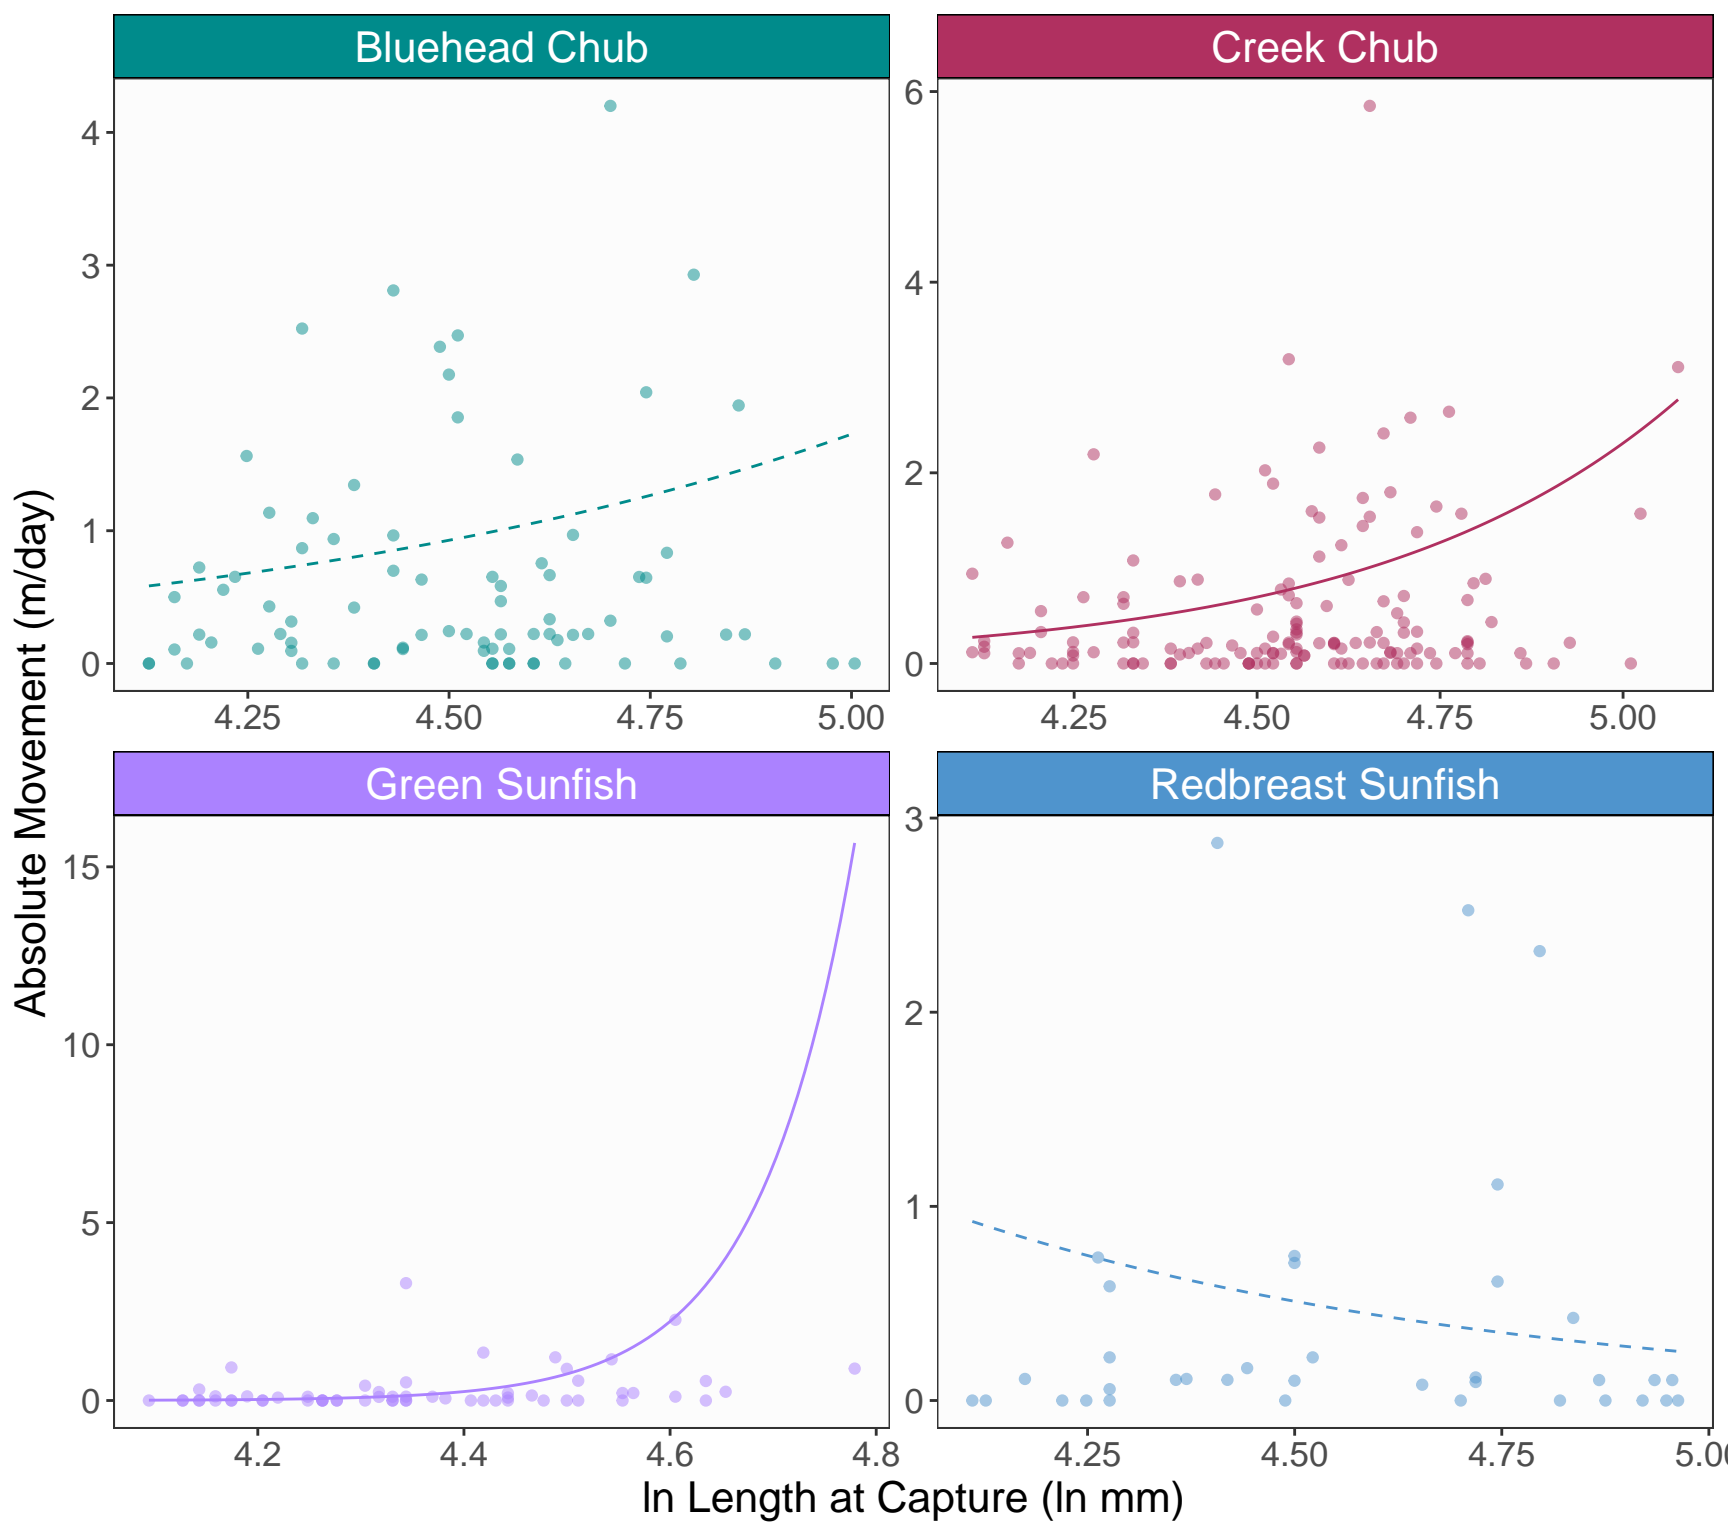 Bluehead Chub
Creek Chub
4
3
2
1
0
6
4
2
0
4.25 4.50 4.75 5.00
4.25 4.50 4.75 5.00
Green Sunfish
Redbreast Sunfish
15
10
5
0
3
2
1
0
4.2 4.4 4.6 4.8
4.25 4.50 4.75 5.00
Absolute Movement (m/day)
ln Length at Capture (ln mm)